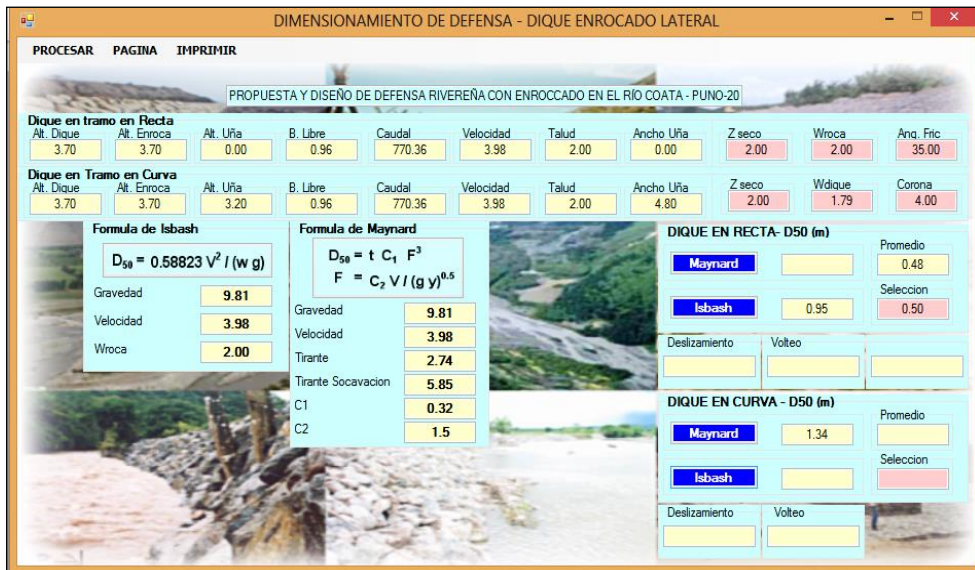 DIMENSIONAMIENTO DE DEFENSA - DIQUE ENROCADO LATERAL
PROCESAR PAGINA IMPRIMIR
PROPUESTA Y DISEÑO DE DEFENSA RIVEREÑA CON ENROCCADO EN EL RÍO COATA - PUNO-20
Dique en tramo en Recta
Alt. Dique Alt. Enroca Alt. Uña B. Libre Caudal Velocidad Talud Ancho Uña Z seco Wroca Ang. Fric
3.70 3.70 0.00 0.96 770.36 3.98 2.00 0.00 2.00 2.00 35.00
Dique en Tramo en Curva
Alt. Dique Alt. Enroca Alt. Uña B. Libre Caudal Velocidad Talud Ancho Uña Z seco Wdique Corona
3.70 3.70 3.20 0.96 770.36 3.98 2.00 4.80 2.00 1.79 4.00
Formula de Isbash
D50 = 0.58823 V² / (w g)
Gravedad 9.81
Velocidad 3.98
Wroca 2.00
Formula de Maynard
D50 = t C1 F³
F = C2 V / (g y)^0.5
Gravedad 9.81
Velocidad 3.98
Tirante 2.74
Tirante Socavacion 5.85
C1 0.32
C2 1.5
DIQUE EN RECTA- D50 (m)
Promedio
Maynard 0.48
Seleccion
Isbash 0.95 0.50
Deslizamiento Volteo
DIQUE EN CURVA - D50 (m)
Promedio
Maynard 1.34
Seleccion
Isbash
Deslizamiento Volteo